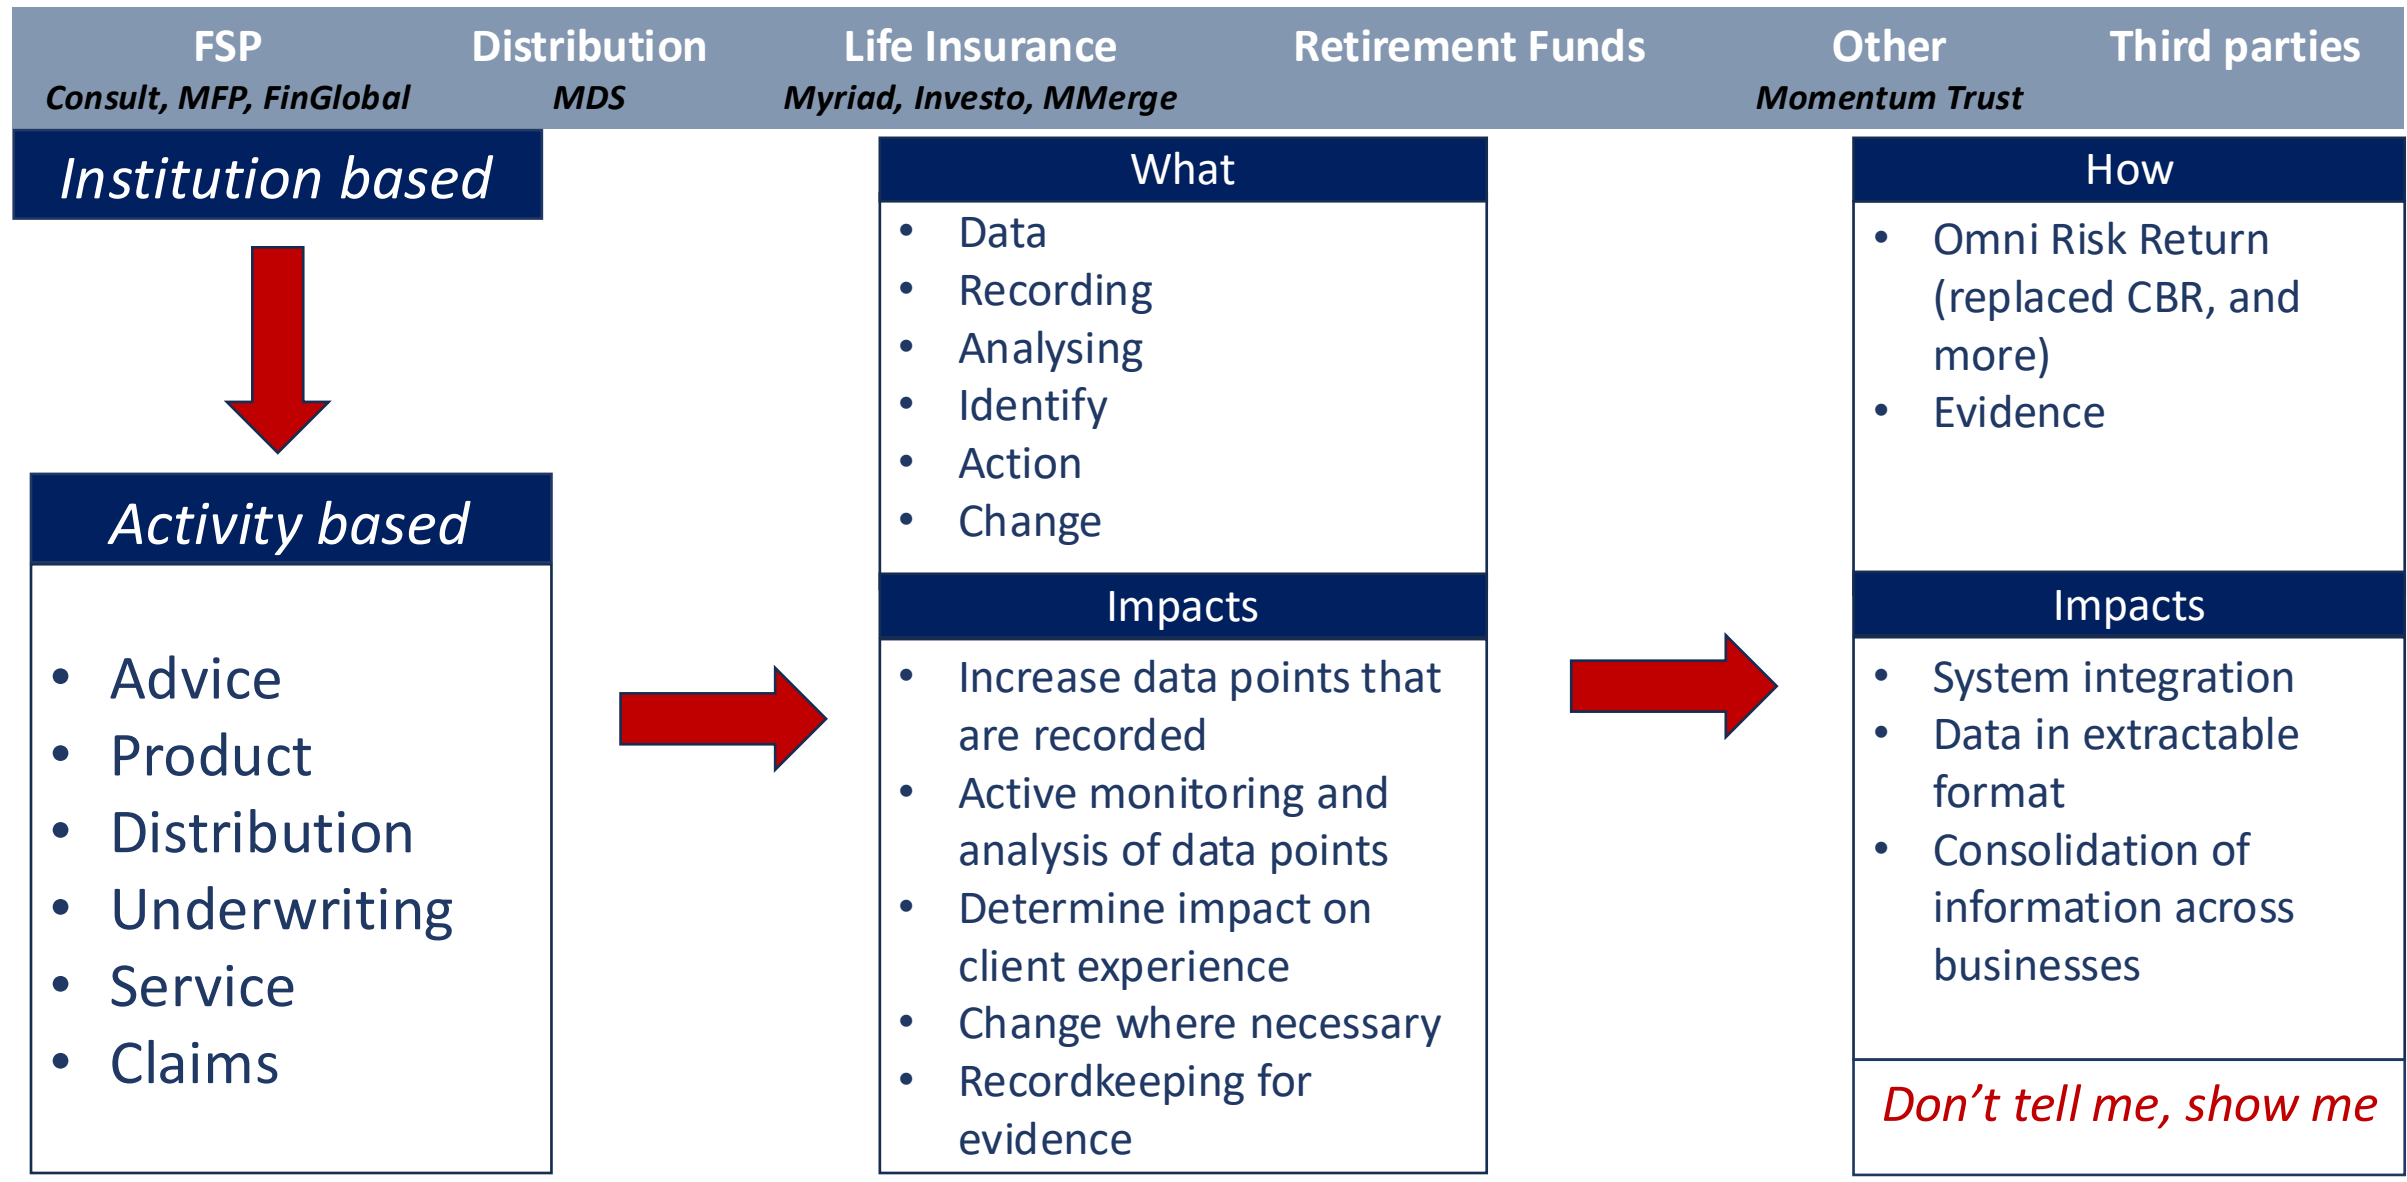 FSP Distribution Life Insurance Retirement Funds Other Third parties
Consult, MFP, FinGlobal MDS Myriad, Investo, MMerge Momentum Trust
Institution based
Activity based
• Advice
• Product
• Distribution
• Underwriting
• Service
• Claims
What
• Data
• Recording
• Analysing
• Identify
• Action
• Change
Impacts
• Increase data points that
are recorded
• Active monitoring and
analysis of data points
• Determine impact on
client experience
• Change where necessary
• Recordkeeping for
evidence
How
• Omni Risk Return
(replaced CBR, and
more)
• Evidence
Impacts
• System integration
• Data in extractable
format
• Consolidation of
information across
businesses
Don’t tell me, show me